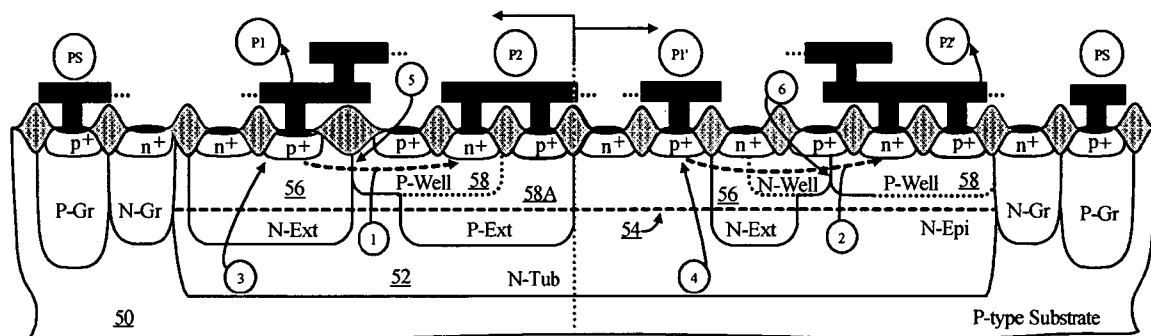 PS P1 P2 P1' P2' PS
5 6
p+ n+ n+ p+ p+ n+ p+ n+ p+ n+ p+ n+ p+ n+ p+
P-Gr N-Gr 56 P-Well 58 58A 56 N-Well P-Well 58 N-Gr P-Gr
N-Ext 1 P-Ext 54 N-Ext 2 N-Epi
3 52 N-Tub 4
50 P-type Substrate